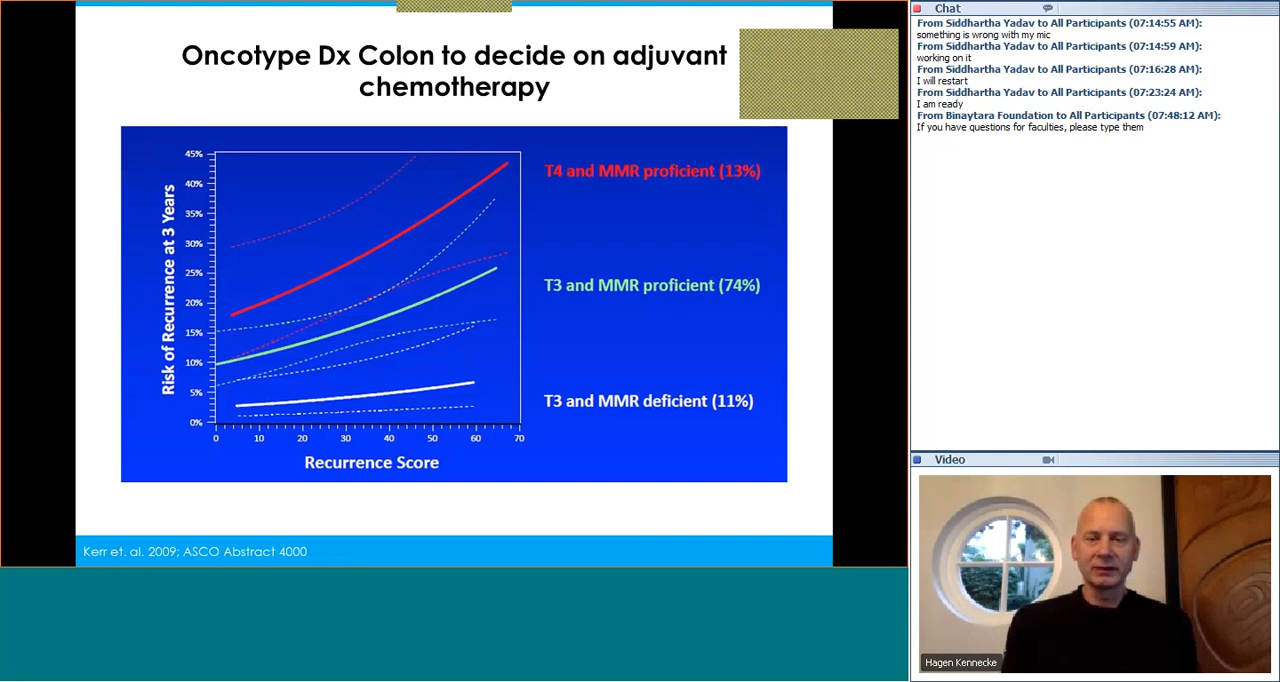 Oncotype Dx Colon to decide on adjuvant
chemotherapy
Risk of Recurrence at 3 Years
45%
40%
35%
30%
25%
20%
15%
10%
5%
0%
0 10 20 30 40 50 60 70
Recurrence Score
T4 and MMR proficient (13%)
T3 and MMR proficient (74%)
T3 and MMR deficient (11%)
Kerr et. al. 2009; ASCO Abstract 4000
Chat
From Siddhartha Yadav to All Participants (07:14:55 AM):
something is wrong with my mic
From Siddhartha Yadav to All Participants (07:14:59 AM):
working on it
From Siddhartha Yadav to All Participants (07:16:28 AM):
I will restart
From Siddhartha Yadav to All Participants (07:23:24 AM):
I am ready
From Binaytara Foundation to All Participants (07:48:12 AM):
If you have questions for faculties, please type them
Video
Hagen Kennecke